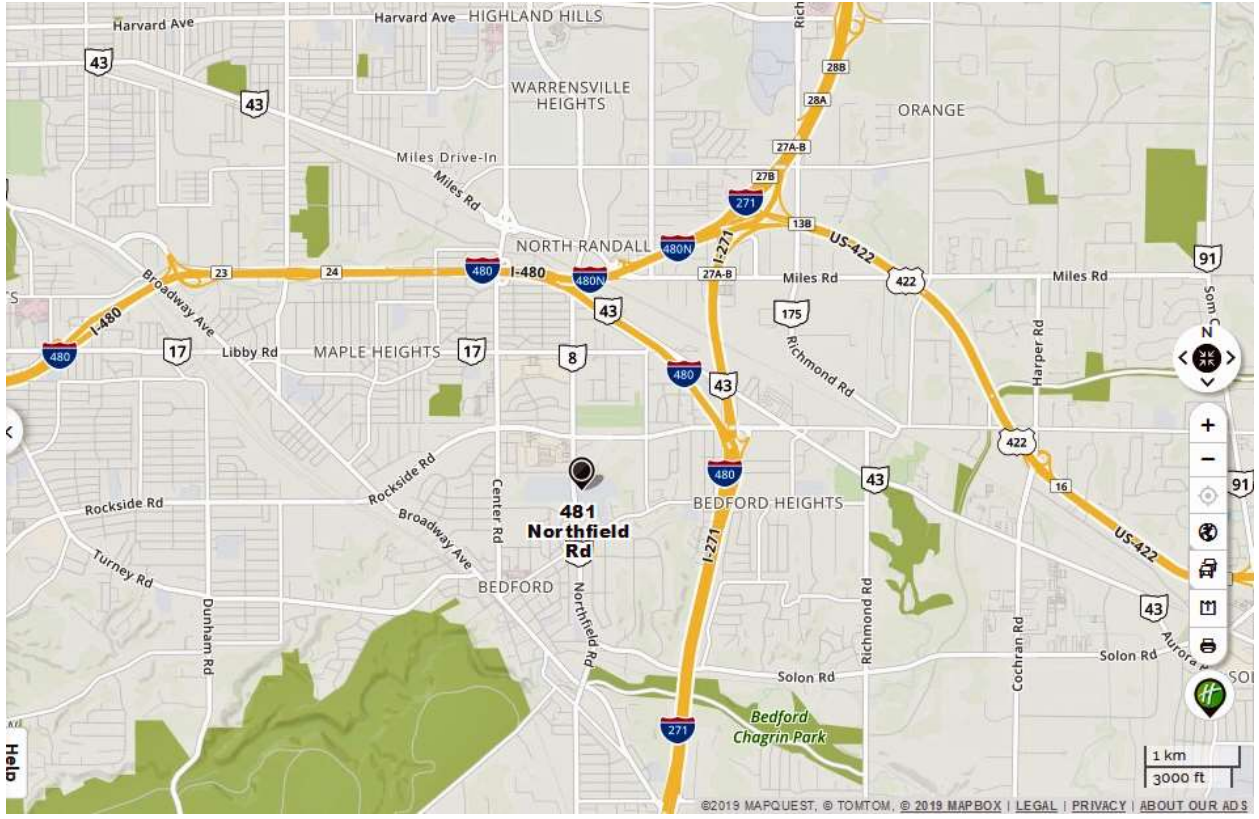 Harvard Ave
HIGHLAND HILLS
43
43
WARRENSVILLE
HEIGHTS
28B
28A
ORANGE
27A-B
Miles Drive-In
Miles Rd
27B
271
13B
US-422
NORTH RANDALL
480N
I-271
91
23
24
480
I-480
480N
27A-B
Miles Rd
422
Miles Rd
Broadway Ave
I-480
43
175
Harper Rd
N
480
17
Libby Rd
MAPLE HEIGHTS
17
8
480
43
Richmond Rd
422
+
-
Rockside Rd
Rockside Rd
Center Rd
480
43
16
91
481
Northfield
Rd
BEDFORD HEIGHTS
Broadway Ave
I-271
US-422
Turney Rd
BEDFORD
Northfield Rd
Dunham Rd
Richmond Rd
Cochran Rd
43
Solon Rd
Solon Rd
271
Bedford
Chagrin Park
H
Help
1 km
3000 ft
©2019 MAPQUEST, © TOMTOM, © 2019 MAPBOX | LEGAL | PRIVACY | ABOUT OUR ADS